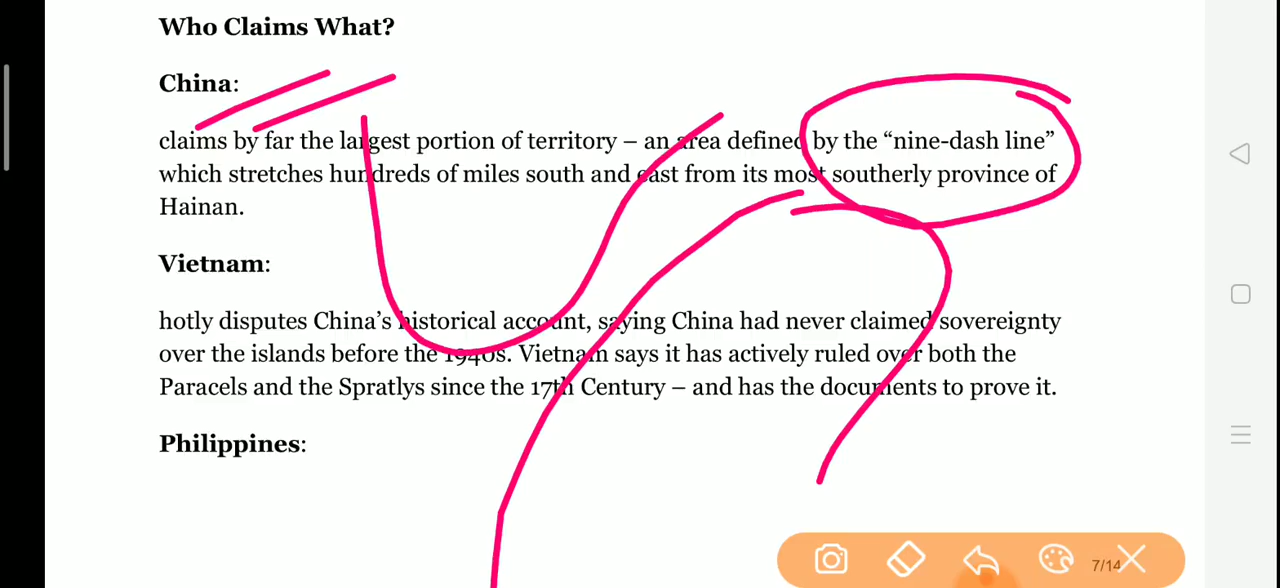 Who Claims What?
China:
claims by far the largest portion of territory – an area defined by the “nine-dash line”
which stretches hundreds of miles south and east from its most southerly province of
Hainan.
Vietnam:
hotly disputes China’s historical account, saying China had never claimed sovereignty
over the islands before the 1940s. Vietnam says it has actively ruled over both the
Paracels and the Spratlys since the 17th Century – and has the documents to prove it.
Philippines:
7/14